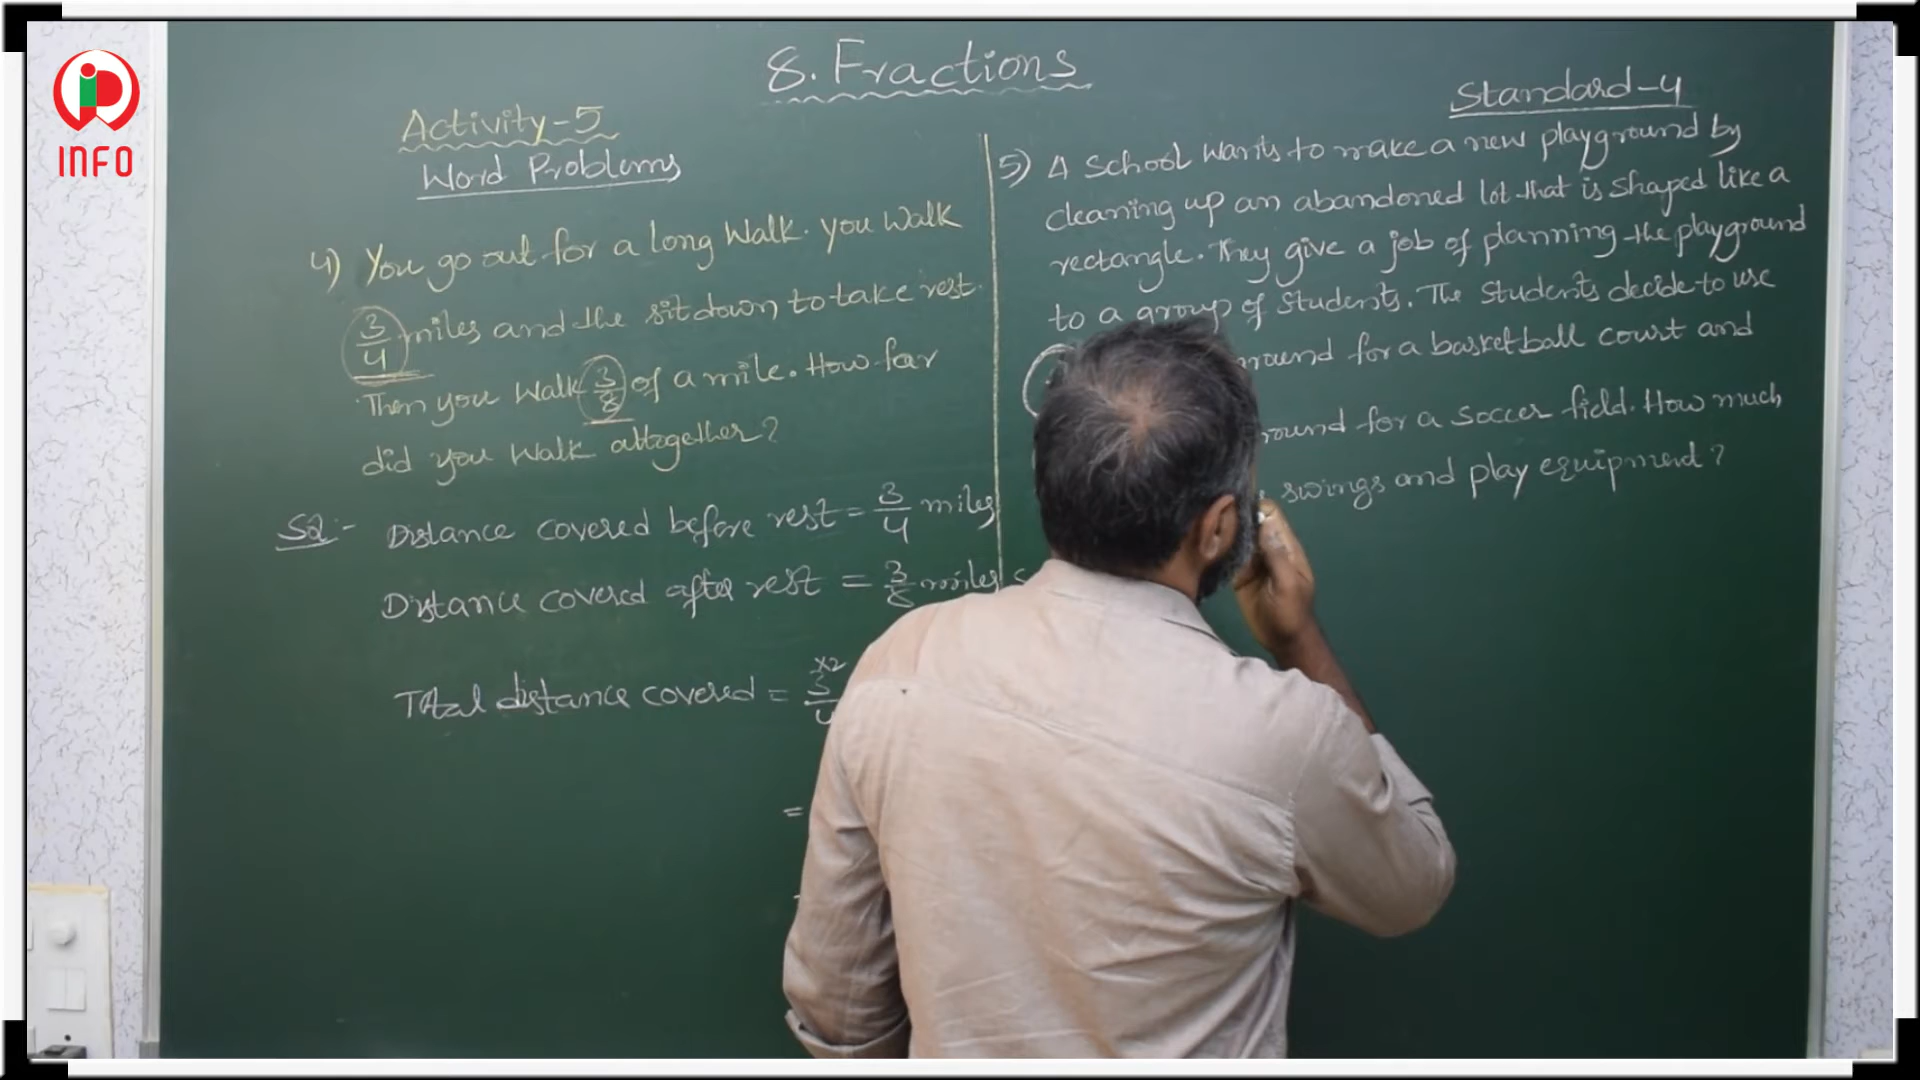 INFO
8. Fractions
Standard-4
Activity-5
Word Problems
4) You go out for a long walk. you walk
3/4 miles and the sitdown to take rest.
Then you walk 3/8 of a mile. How far
did you walk altogether?
Distance covered before rest = 3/4 miles
Distance covered after rest = 3/8 miles
Total distance covered = 3/4 ×2
=
5) A school wants to make a new playground by
cleaning up an abandoned lot that is shaped like a
rectangle. They give a job of planning the playground
to a group of students. The students decide to use
for a basketball court and
for a soccer field. How much
swings and play equipment?